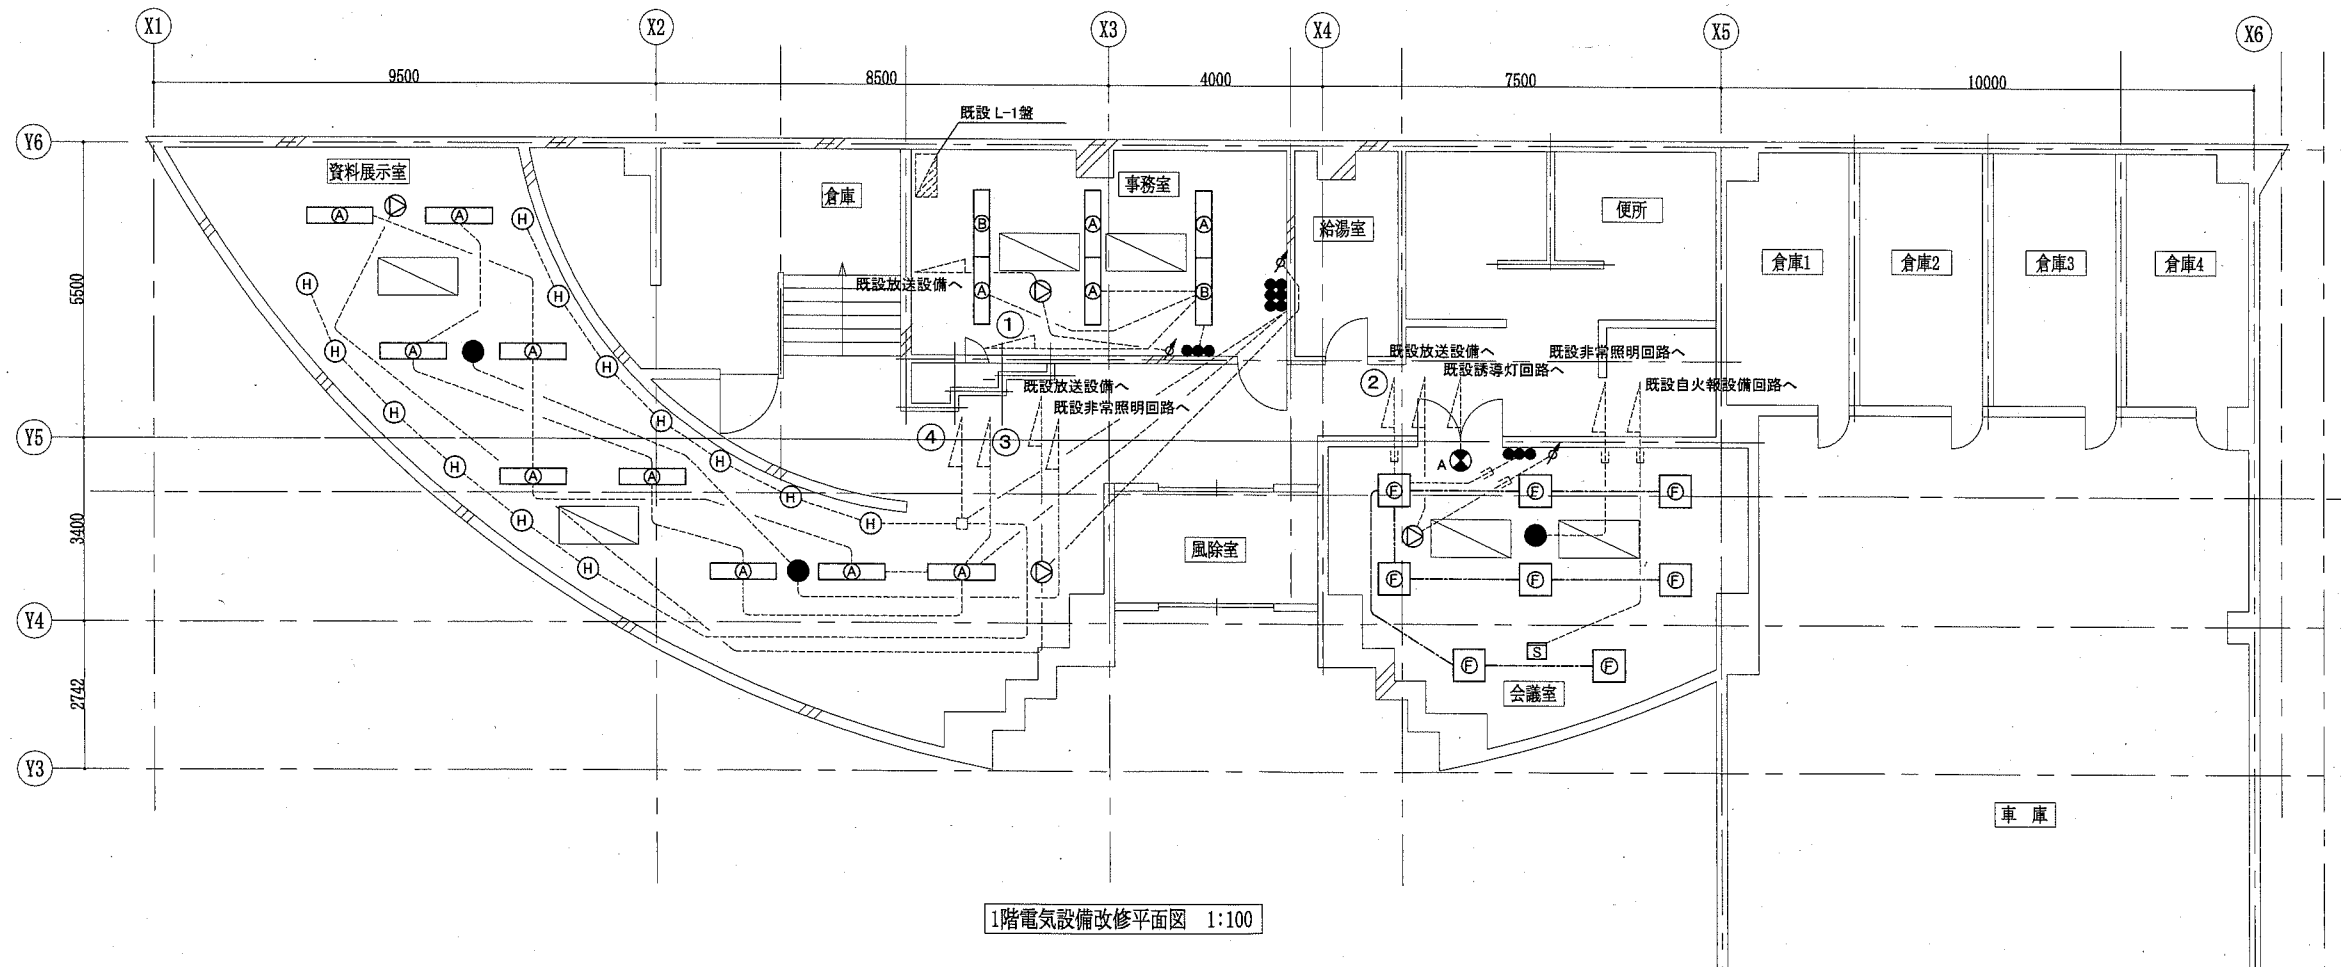 X1 X2 X3 X4 X5 X6
9500 8500 4000 7500 10000
既設 L-1盤
Y6
資料展示室
倉庫
事務室
給湯室
便所
倉庫1
倉庫2
倉庫3
倉庫4
A
A
H
B
A
A
H
H
A
A
B
5500
既設放送設備へ
①
H
A
A
H
既設放送設備へ
既設非常照明回路へ
既設誘導灯回路へ
②
既設自火報設備回路へ
既設放送設備へ
既設非常照明回路へ
H
H
Y5
④
③
H
H
A
A
A
H
F
F
F
H
H
3400
風除室
H
A
A
A
F
F
F
Y4
S
F
F
2742
会議室
Y3
車 庫
1階電気設備改修平面図 1:100